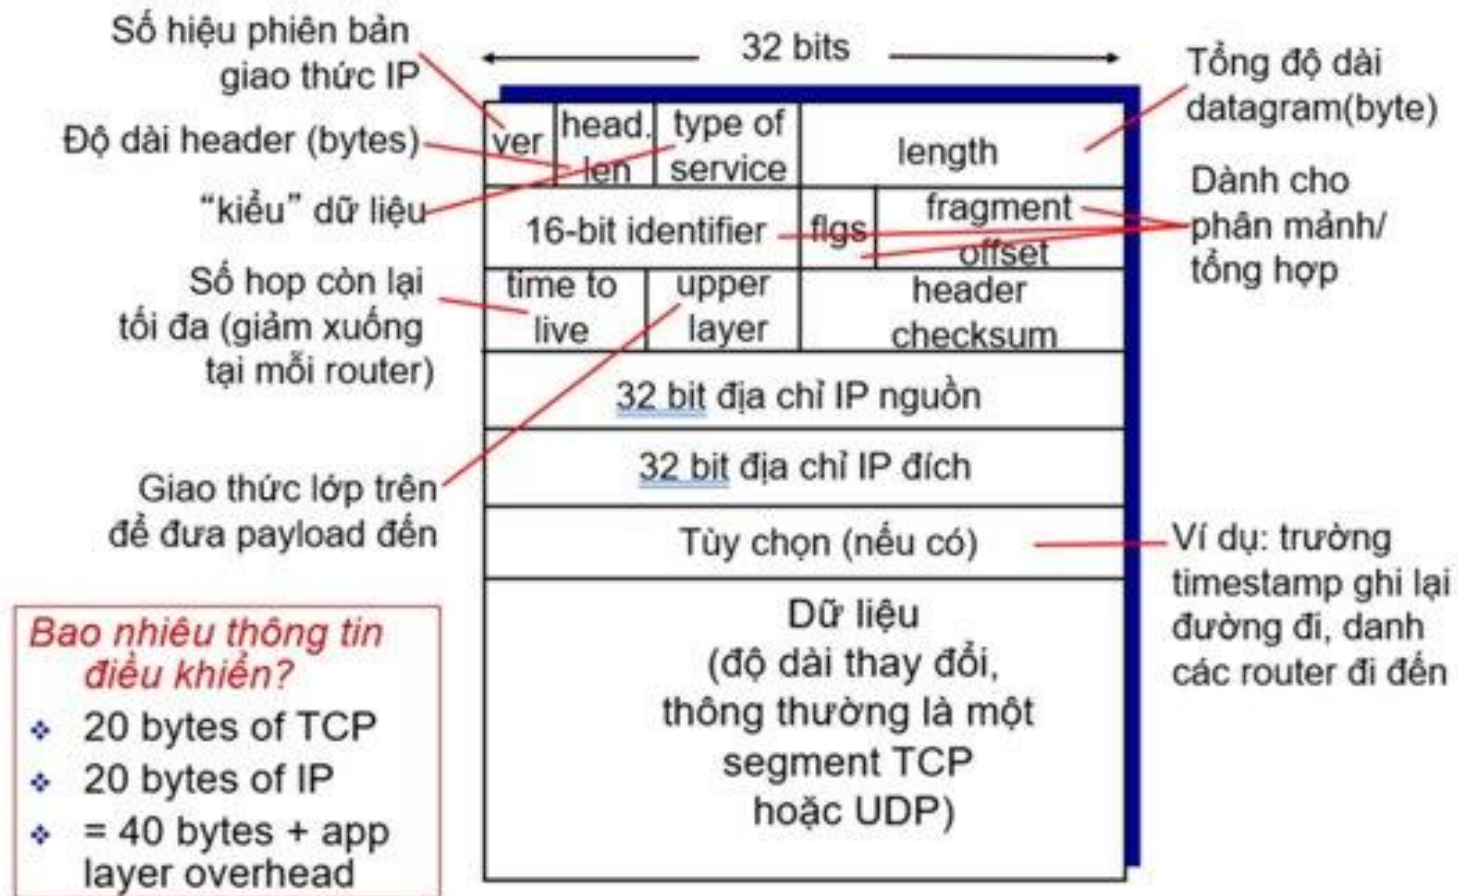 Số hiệu phiên bản
giao thức IP
Độ dài header (bytes)
“kiểu” dữ liệu
Số hop còn lại
tối đa (giảm xuống
tại mỗi router)
Giao thức lớp trên
để đưa payload đến
32 bits
ver
head.
len
type of
service
length
16-bit identifier
flgs
fragment
offset
time to
live
upper
layer
header
checksum
32 bit địa chỉ IP nguồn
32 bit địa chỉ IP đích
Tùy chọn (nếu có)
Dữ liệu
(độ dài thay đổi,
thông thường là một
segment TCP
hoặc UDP)
Tổng độ dài
datagram(byte)
Dành cho
phân mảnh/
tổng hợp
Ví dụ: trường
timestamp ghi lại
đường đi, danh
các router đi đến
Bao nhiêu thông tin
điều khiển?
❖ 20 bytes of TCP
❖ 20 bytes of IP
❖ = 40 bytes + app
layer overhead